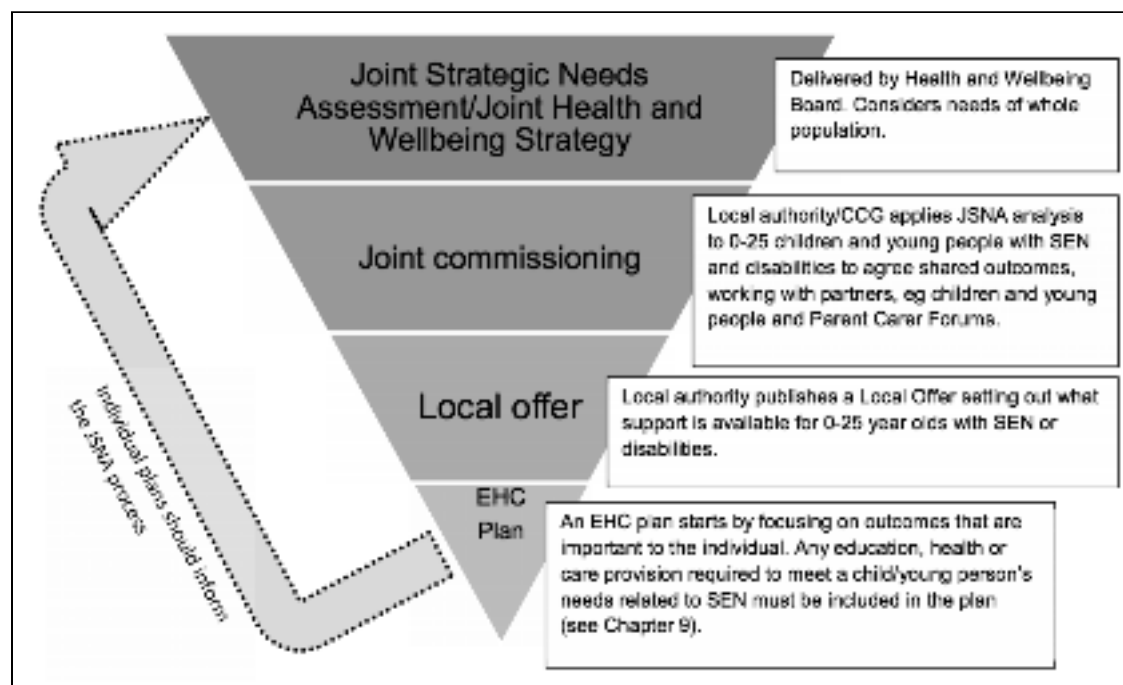 Joint Strategic Needs
Assessment/Joint Health and
Wellbeing Strategy
Delivered by Health and Wellbeing
Board. Considers needs of whole
population.
Joint commissioning
Local authority/CCG applies JSNA analysis
to 0-25 children and young people with SEN
and disabilities to agree shared outcomes,
working with partners, eg children and young
people and Parent Carer Forums.
Local offer
Local authority publishes a Local Offer setting out what
support is available for 0-25 year olds with SEN or
disabilities.
EHC
Plan
An EHC plan starts by focusing on outcomes that are
important to the individual. Any education, health or
care provision required to meet a child/young person's
needs related to SEN must be included in the plan
(see Chapter 9).
Individual plans should inform
the JSNA process